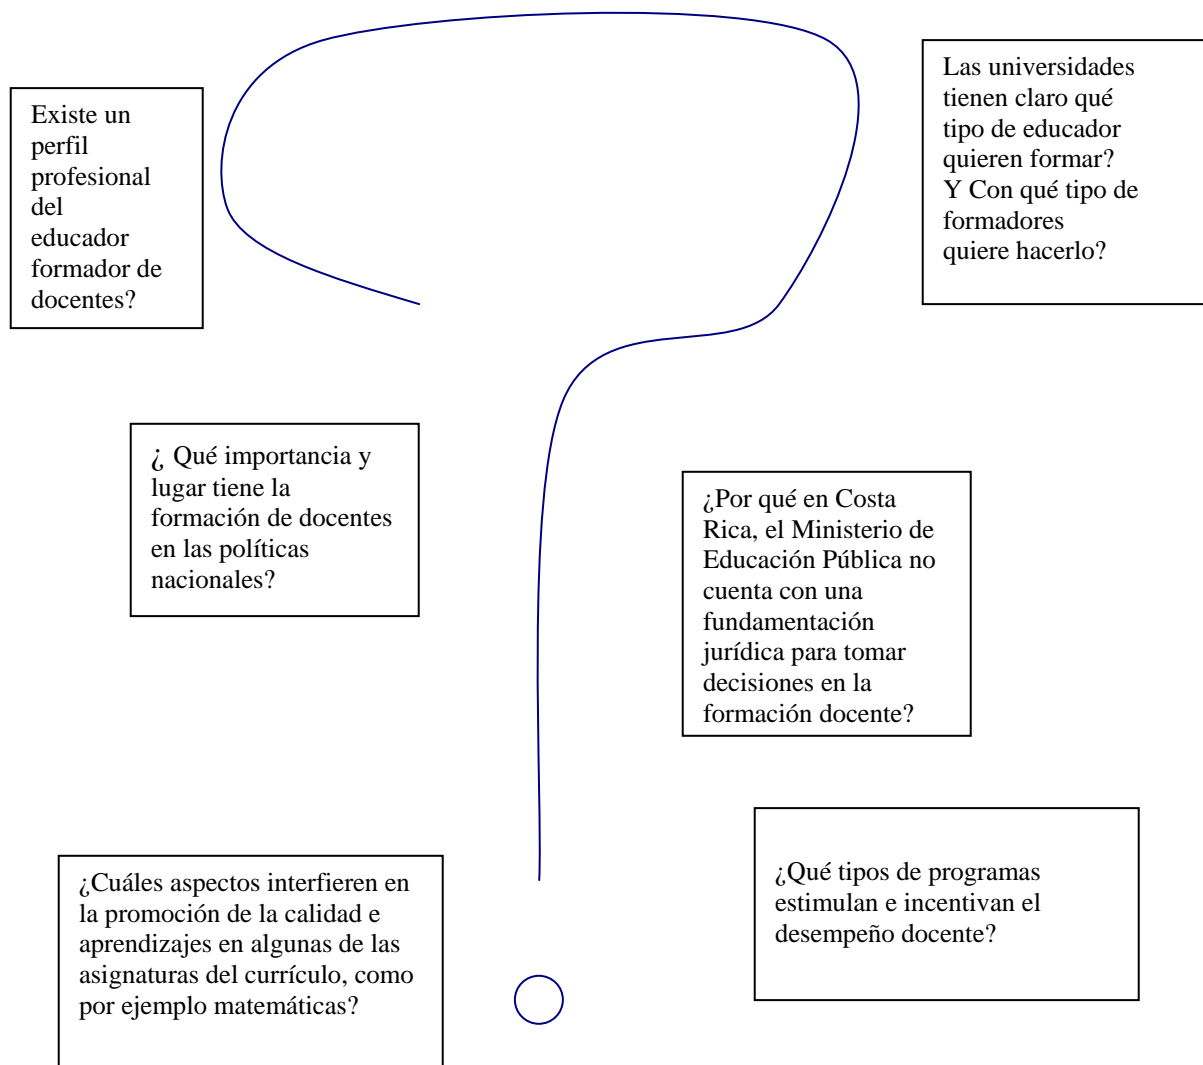 Existe un
perfil
profesional
del
educador
formador de
docentes?
Las universidades
tienen claro qué
tipo de educador
quieren formar?
Y Con qué tipo de
formadores
quiere hacerlo?
¿ Qué importancia y
lugar tiene la
formación de docentes
en las políticas
nacionales?
¿Por qué en Costa
Rica, el Ministerio de
Educación Pública no
cuenta con una
fundamentación
jurídica para tomar
decisiones en la
formación docente?
¿Cuáles aspectos interfieren en
la promoción de la calidad e
aprendizajes en algunas de las
asignaturas del currículo, como
por ejemplo matemáticas?
¿Qué tipos de programas
estimulan e incentivan el
desempeño docente?